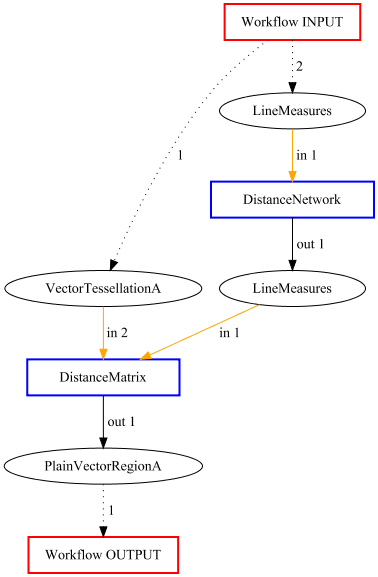 Workflow INPUT
2
LineMeasures
1
in 1
DistanceNetwork
out 1
VectorTessellationA
LineMeasures
in 2
in 1
DistanceMatrix
out 1
PlainVectorRegionA
1
Workflow OUTPUT